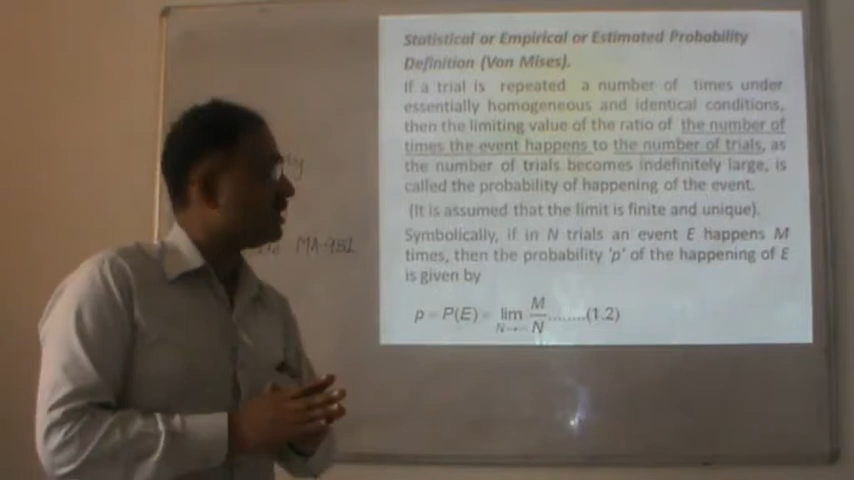 Statistical or Empirical or Estimated Probability
Definition (Von Mises).
If a trial is repeated a number of times under
essentially homogeneous and identical conditions,
then the limiting value of the ratio of the number of
times the event happens to the number of trials, as
the number of trials becomes indefinitely large, is
called the probability of happening of the event.
(It is assumed that the limit is finite and unique).
Symbolically, if in N trials an event E happens M
times, then the probability 'p' of the happening of E
is given by
p = P(E) = lim N→ M/N ........(1.2)
MA-951